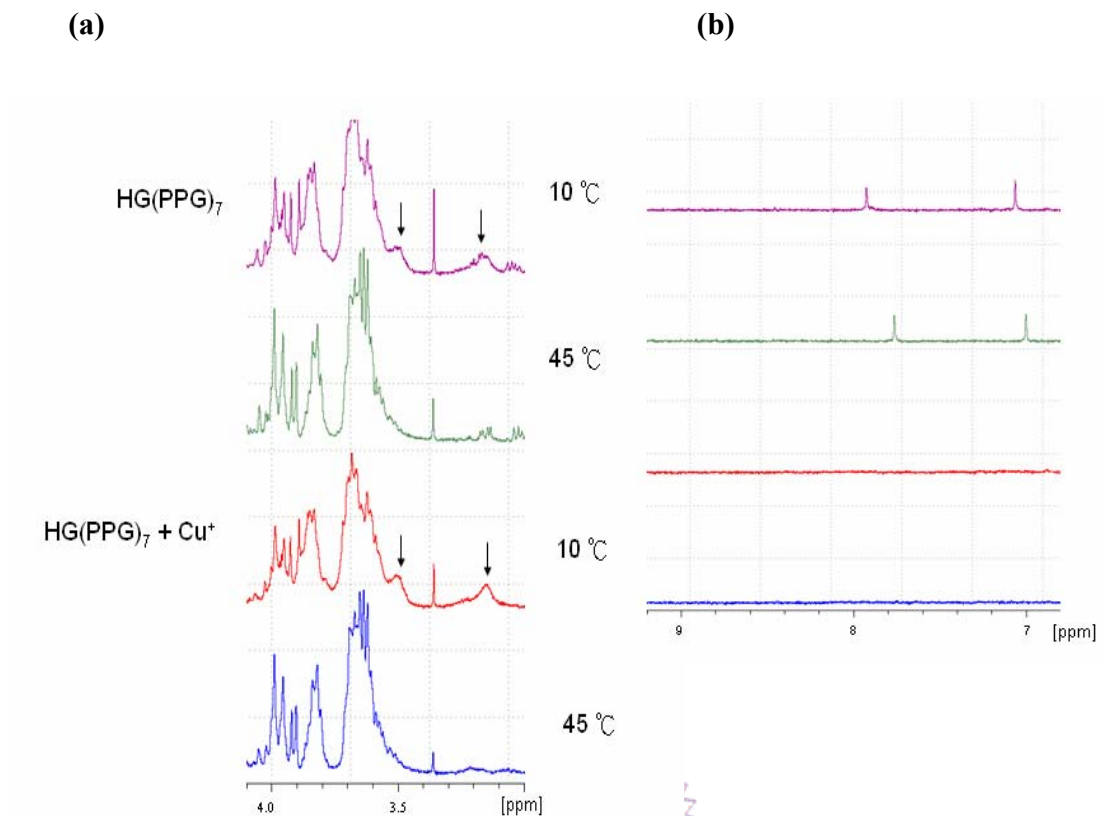 (a)
(b)
HG(PPG)₇
10 ℃
45 ℃
HG(PPG)₇ + Cu⁺
10 ℃
45 ℃
4.0 3.5 [ppm]
9 8 7 [ppm]